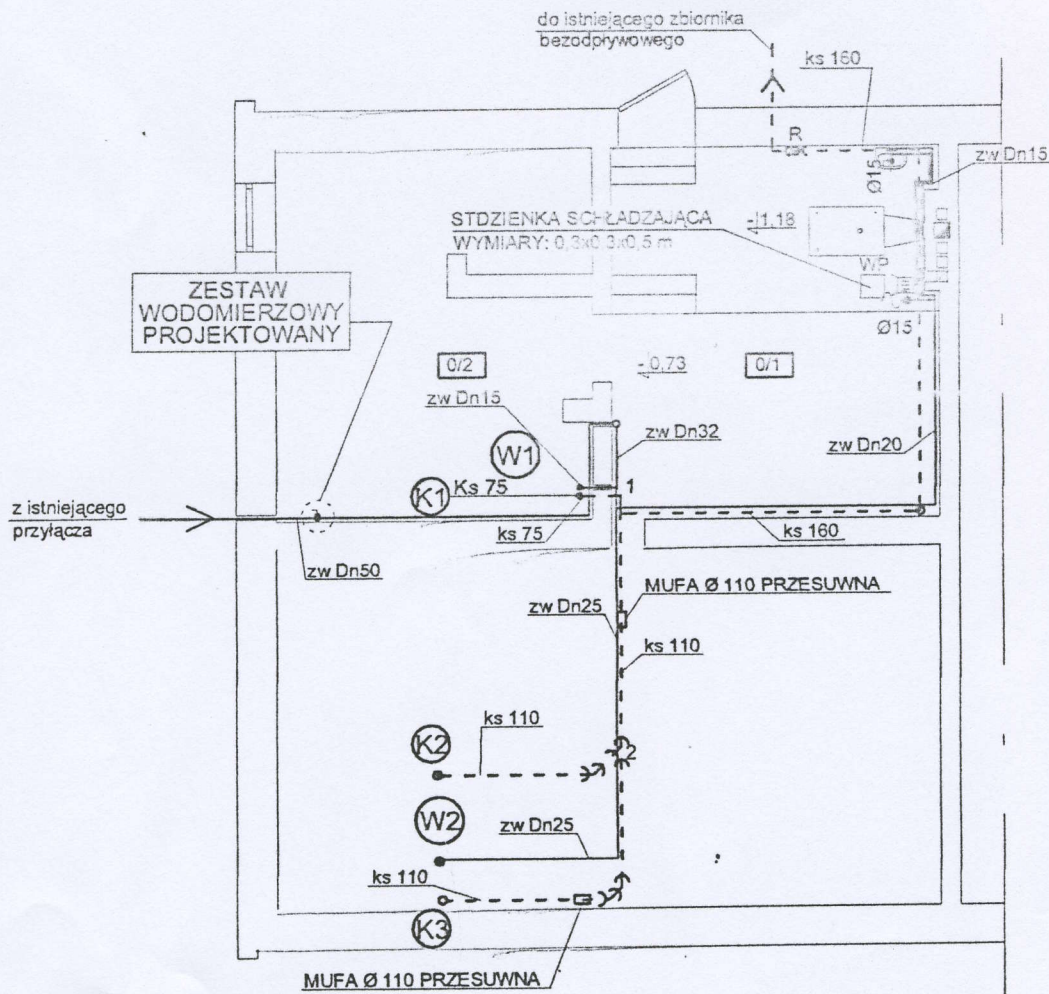 do istniejącego zbiornika
bezodpływowego
ks 160
R
zw Dn15
Ø15
STDZIENKA SCHŁADZAJĄCA
WYMIARY: 0,3x0,3x0,5 m
-1,18
WP
Ø15
ZESTAW
WODOMIERZOWY
PROJEKTOWANY
0/2
-0,73
0/1
zw Dn15
zw Dn32
zw Dn20
W1
K1
Ks 75
1
z istniejącego
przyłącza
ks 75
ks 160
zw Dn50
MUFA Ø 110 PRZESUWNA
zw Dn25
ks 110
ks 110
K2
2
W2
zw Dn25
ks 110
K3
MUFA Ø 110 PRZESUWNA